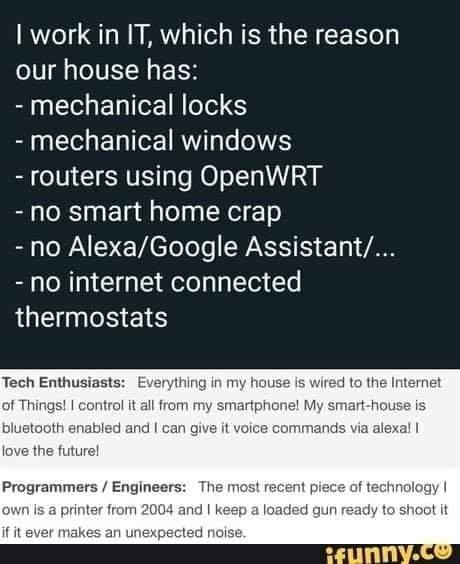 I work in IT, which is the reason
our house has:
- mechanical locks
- mechanical windows
- routers using OpenWRT
- no smart home crap
- no Alexa/Google Assistant/...
- no internet connected
thermostats
Tech Enthusiasts: Everything in my house is wired to the Internet
of Things! I control it all from my smartphone! My smart-house is
bluetooth enabled and I can give it voice commands via alexa! I
love the future!
Programmers / Engineers: The most recent piece of technology I
own is a printer from 2004 and I keep a loaded gun ready to shoot it
if it ever makes an unexpected noise.
ifunny.co